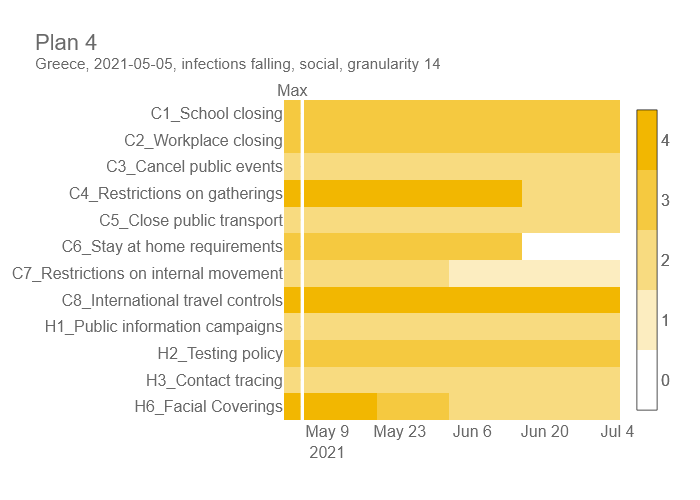 Plan 4
Greece, 2021-05-05, infections falling, social, granularity 14
Max
C1_School closing
C2_Workplace closing
C3_Cancel public events
C4_Restrictions on gatherings
C5_Close public transport
C6_Stay at home requirements
C7_Restrictions on internal movement
C8_International travel controls
H1_Public information campaigns
H2_Testing policy
H3_Contact tracing
H6_Facial Coverings
4
3
2
1
0
May 9 May 23 Jun 6 Jun 20 Jul 4
2021